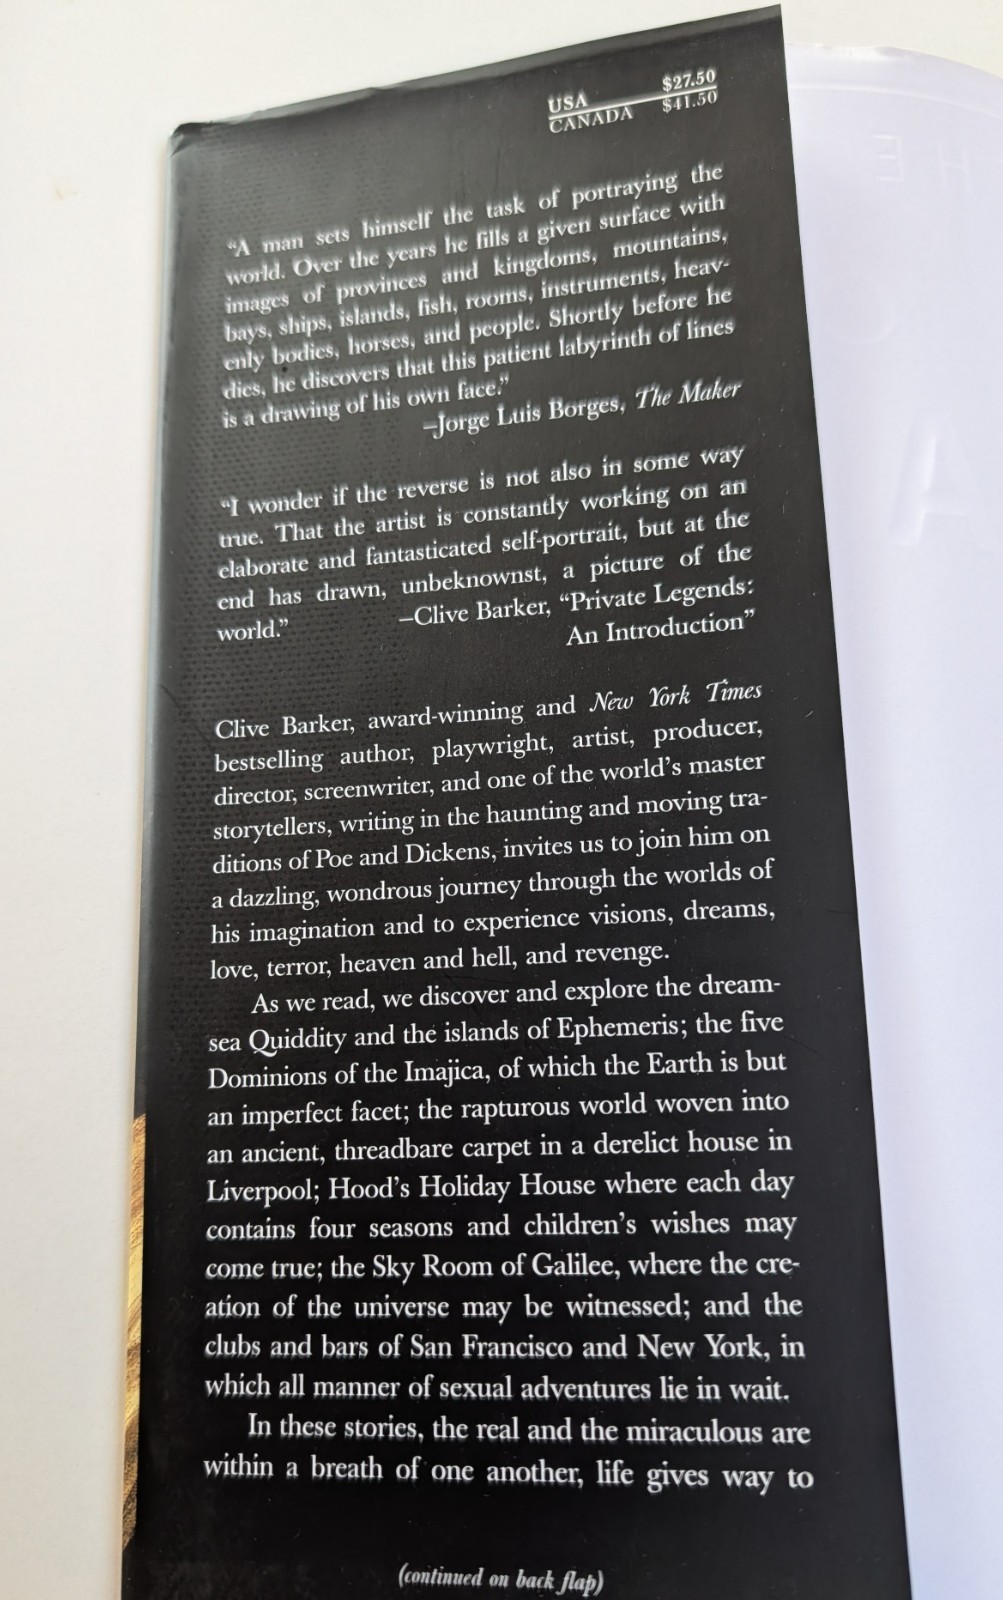 USA $27.50
CANADA $41.50
“A man sets himself the task of portraying the
world. Over the years he fills a given surface with
images of provinces and kingdoms, mountains,
bays, ships, islands, fish, rooms, instruments, heav-
enly bodies, horses, and people. Shortly before he
dies, he discovers that this patient labyrinth of lines
is a drawing of his own face.”
–Jorge Luis Borges, The Maker
“I wonder if the reverse is not also in some way
true. That the artist is constantly working on an
elaborate and fantasticated self-portrait, but at the
end has drawn, unbeknownst, a picture of the
world.” –Clive Barker, “Private Legends:
An Introduction”
Clive Barker, award-winning and New York Times
bestselling author, playwright, artist, producer,
director, screenwriter, and one of the world’s master
storytellers, writing in the haunting and moving tra-
ditions of Poe and Dickens, invites us to join him on
a dazzling, wondrous journey through the worlds of
his imagination and to experience visions, dreams,
love, terror, heaven and hell, and revenge.
As we read, we discover and explore the dream-
sea Quiddity and the islands of Ephemeris; the five
Dominions of the Imajica, of which the Earth is but
an imperfect facet; the rapturous world woven into
an ancient, threadbare carpet in a derelict house in
Liverpool; Hood’s Holiday House where each day
contains four seasons and children’s wishes may
come true; the Sky Room of Galilee, where the cre-
ation of the universe may be witnessed; and the
clubs and bars of San Francisco and New York, in
which all manner of sexual adventures lie in wait.
In these stories, the real and the miraculous are
within a breath of one another, life gives way to
(continued on back flap)